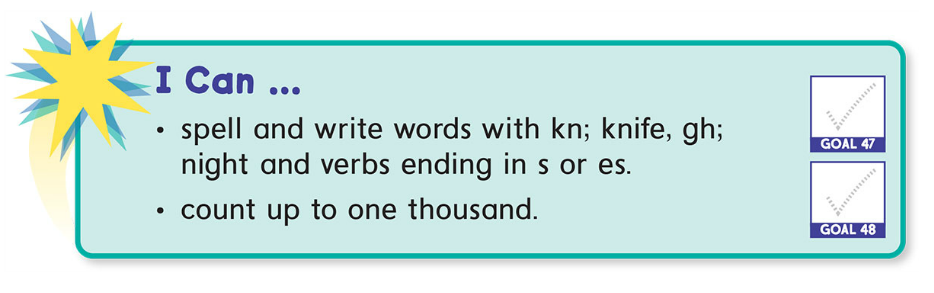 I Can ...
• spell and write words with kn; knife, gh;
night and verbs ending in s or es.
GOAL 47
• count up to one thousand.
GOAL 48